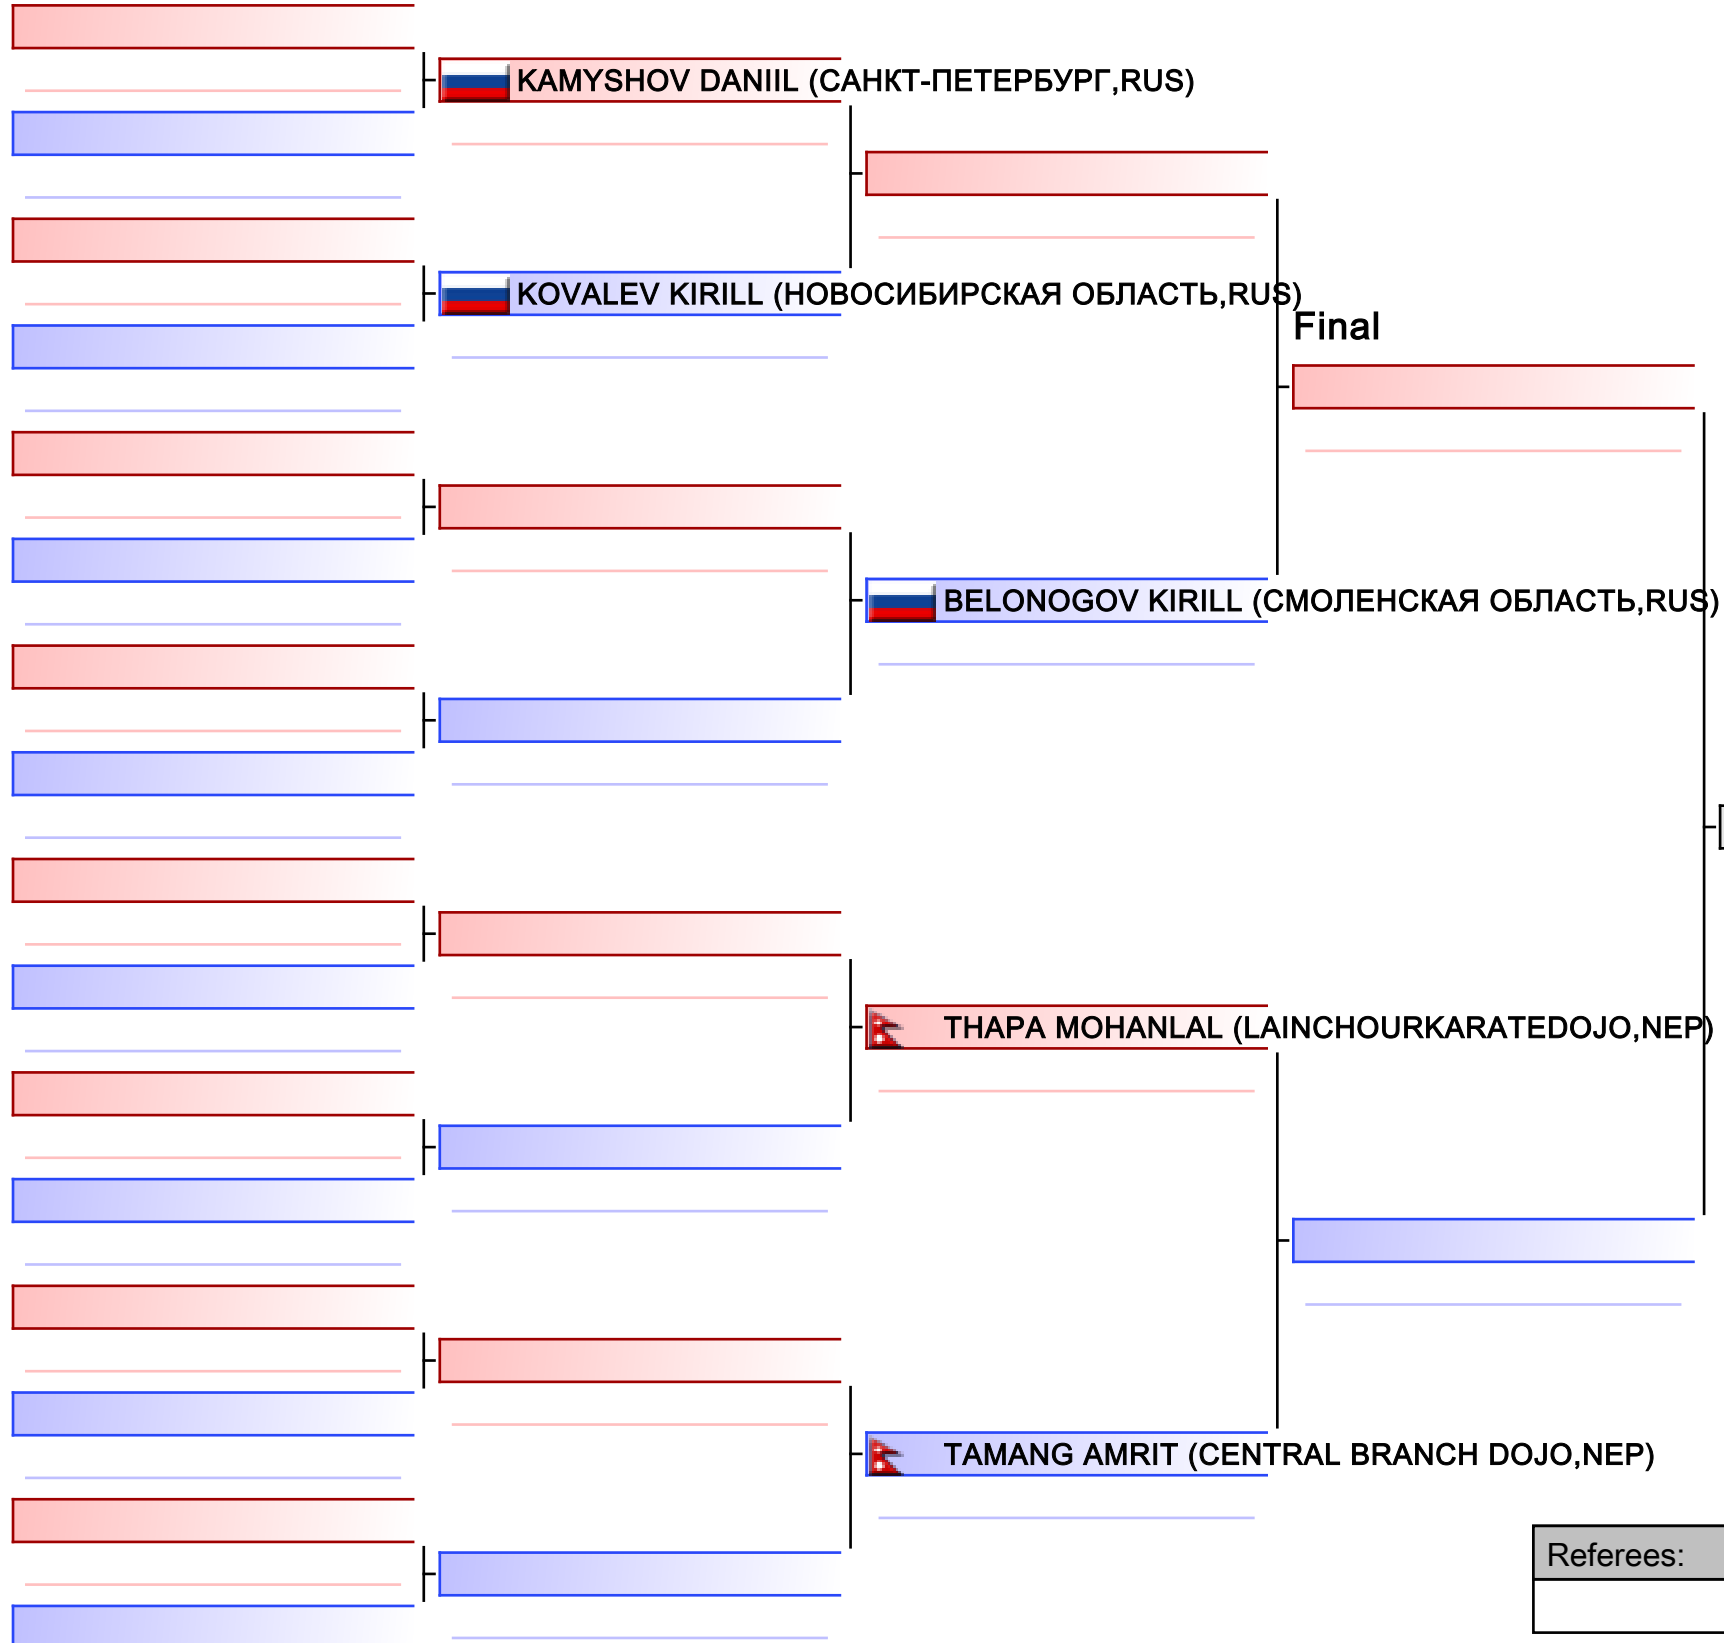 KAMYSHOV DANIIL (САНКТ-ПЕТЕРБУРГ,RUS)
KOVALEV KIRILL (НОВОСИБИРСКАЯ ОБЛАСТЬ,RUS)
Final
BELONOGOV KIRILL (СМОЛЕНСКАЯ ОБЛАСТЬ,RUS)
THAPA MOHANLAL (LAINCHOURKARATEDOJO,NEP)
TAMANG AMRIT (CENTRAL BRANCH DOJO,NEP)
Referees: